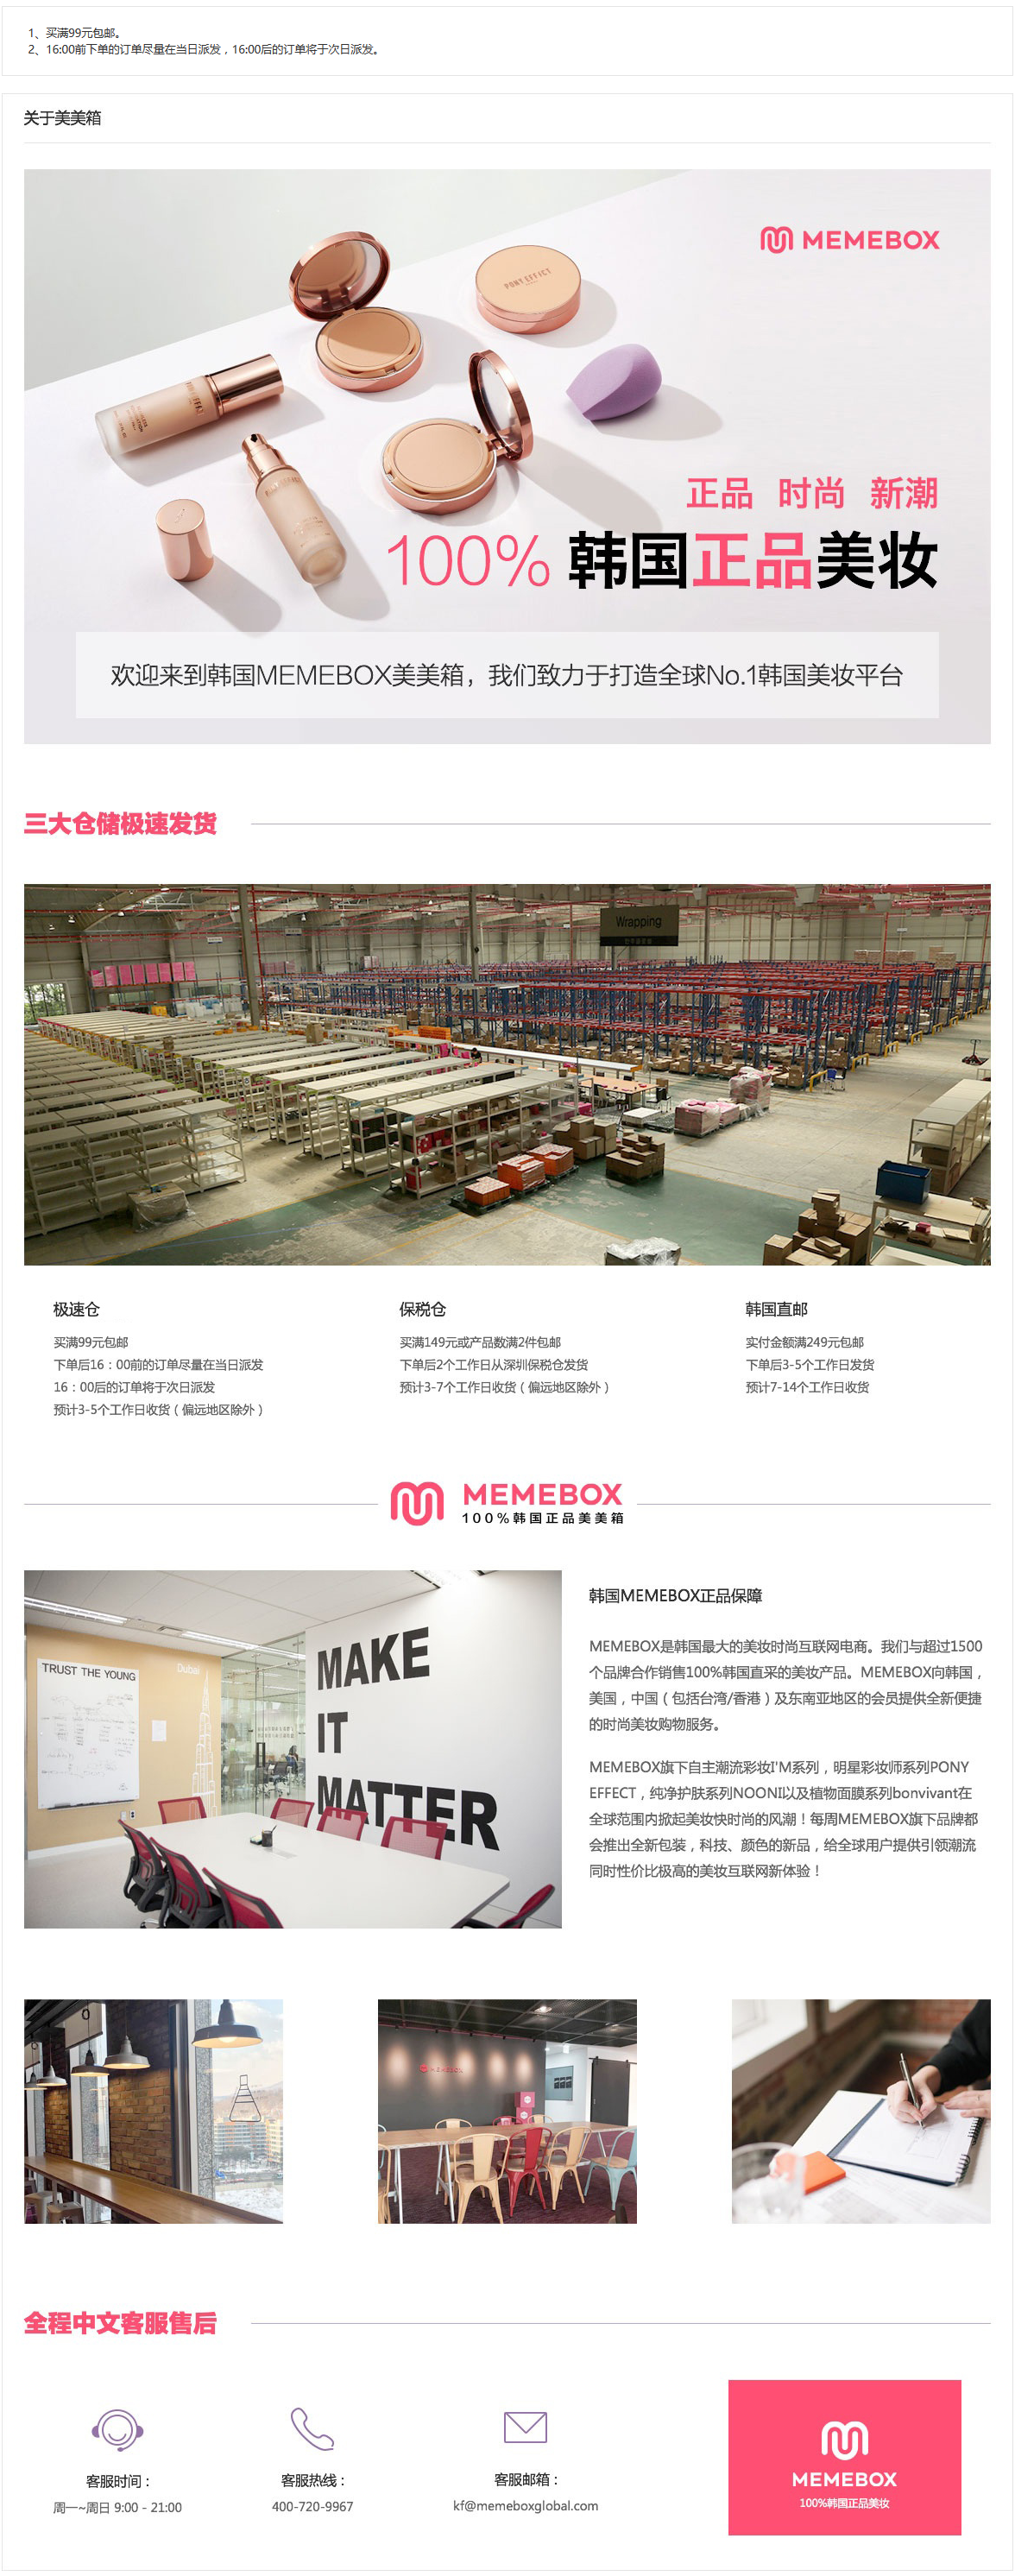 1、买满99元包邮。
2、16:00前下单的订单尽量在当日派发，16:00后的订单将于次日派发。
关于美美箱
MEMEBOX
PONY EFFECT
正品 时尚 新潮
100% 韩国正品美妆
欢迎来到韩国MEMEBOX美美箱，我们致力于打造全球No.1韩国美妆平台
三大仓储极速发货
Wrapping
极速仓
买满99元包邮
下单后16：00前的订单尽量在当日派发
16：00后的订单将于次日派发
预计3-5个工作日收货（偏远地区除外）
保税仓
买满149元或产品数满2件包邮
下单后2个工作日从深圳保税仓发货
预计3-7个工作日收货（偏远地区除外）
韩国直邮
实付金额满249元包邮
下单后3-5个工作日发货
预计7-14个工作日收货
MEMEBOX
100%韩国正品美美箱
TRUST THE YOUNG
Dubai
MAKE
IT
MATTER
韩国MEMEBOX正品保障
MEMEBOX是韩国最大的美妆时尚互联网电商。我们与超过1500
个品牌合作销售100%韩国直采的美妆产品。MEMEBOX向韩国，
美国，中国（包括台湾/香港）及东南亚地区的会员提供全新便捷
的时尚美妆购物服务。
MEMEBOX旗下自主潮流彩妆I'M系列，明星彩妆师系列PONY
EFFECT，纯净护肤系列NOONI以及植物面膜系列bonvivant在
全球范围内掀起美妆快时尚的风潮！每周MEMEBOX旗下品牌都
会推出全新包装，科技、颜色的新品，给全球用户提供引领潮流
同时性价比极高的美妆互联网新体验！
全程中文客服售后
客服时间：
周一~周日 9:00 - 21:00
客服热线：
400-720-9967
客服邮箱：
kf@memeboxglobal.com
MEMEBOX
100%韩国正品美妆